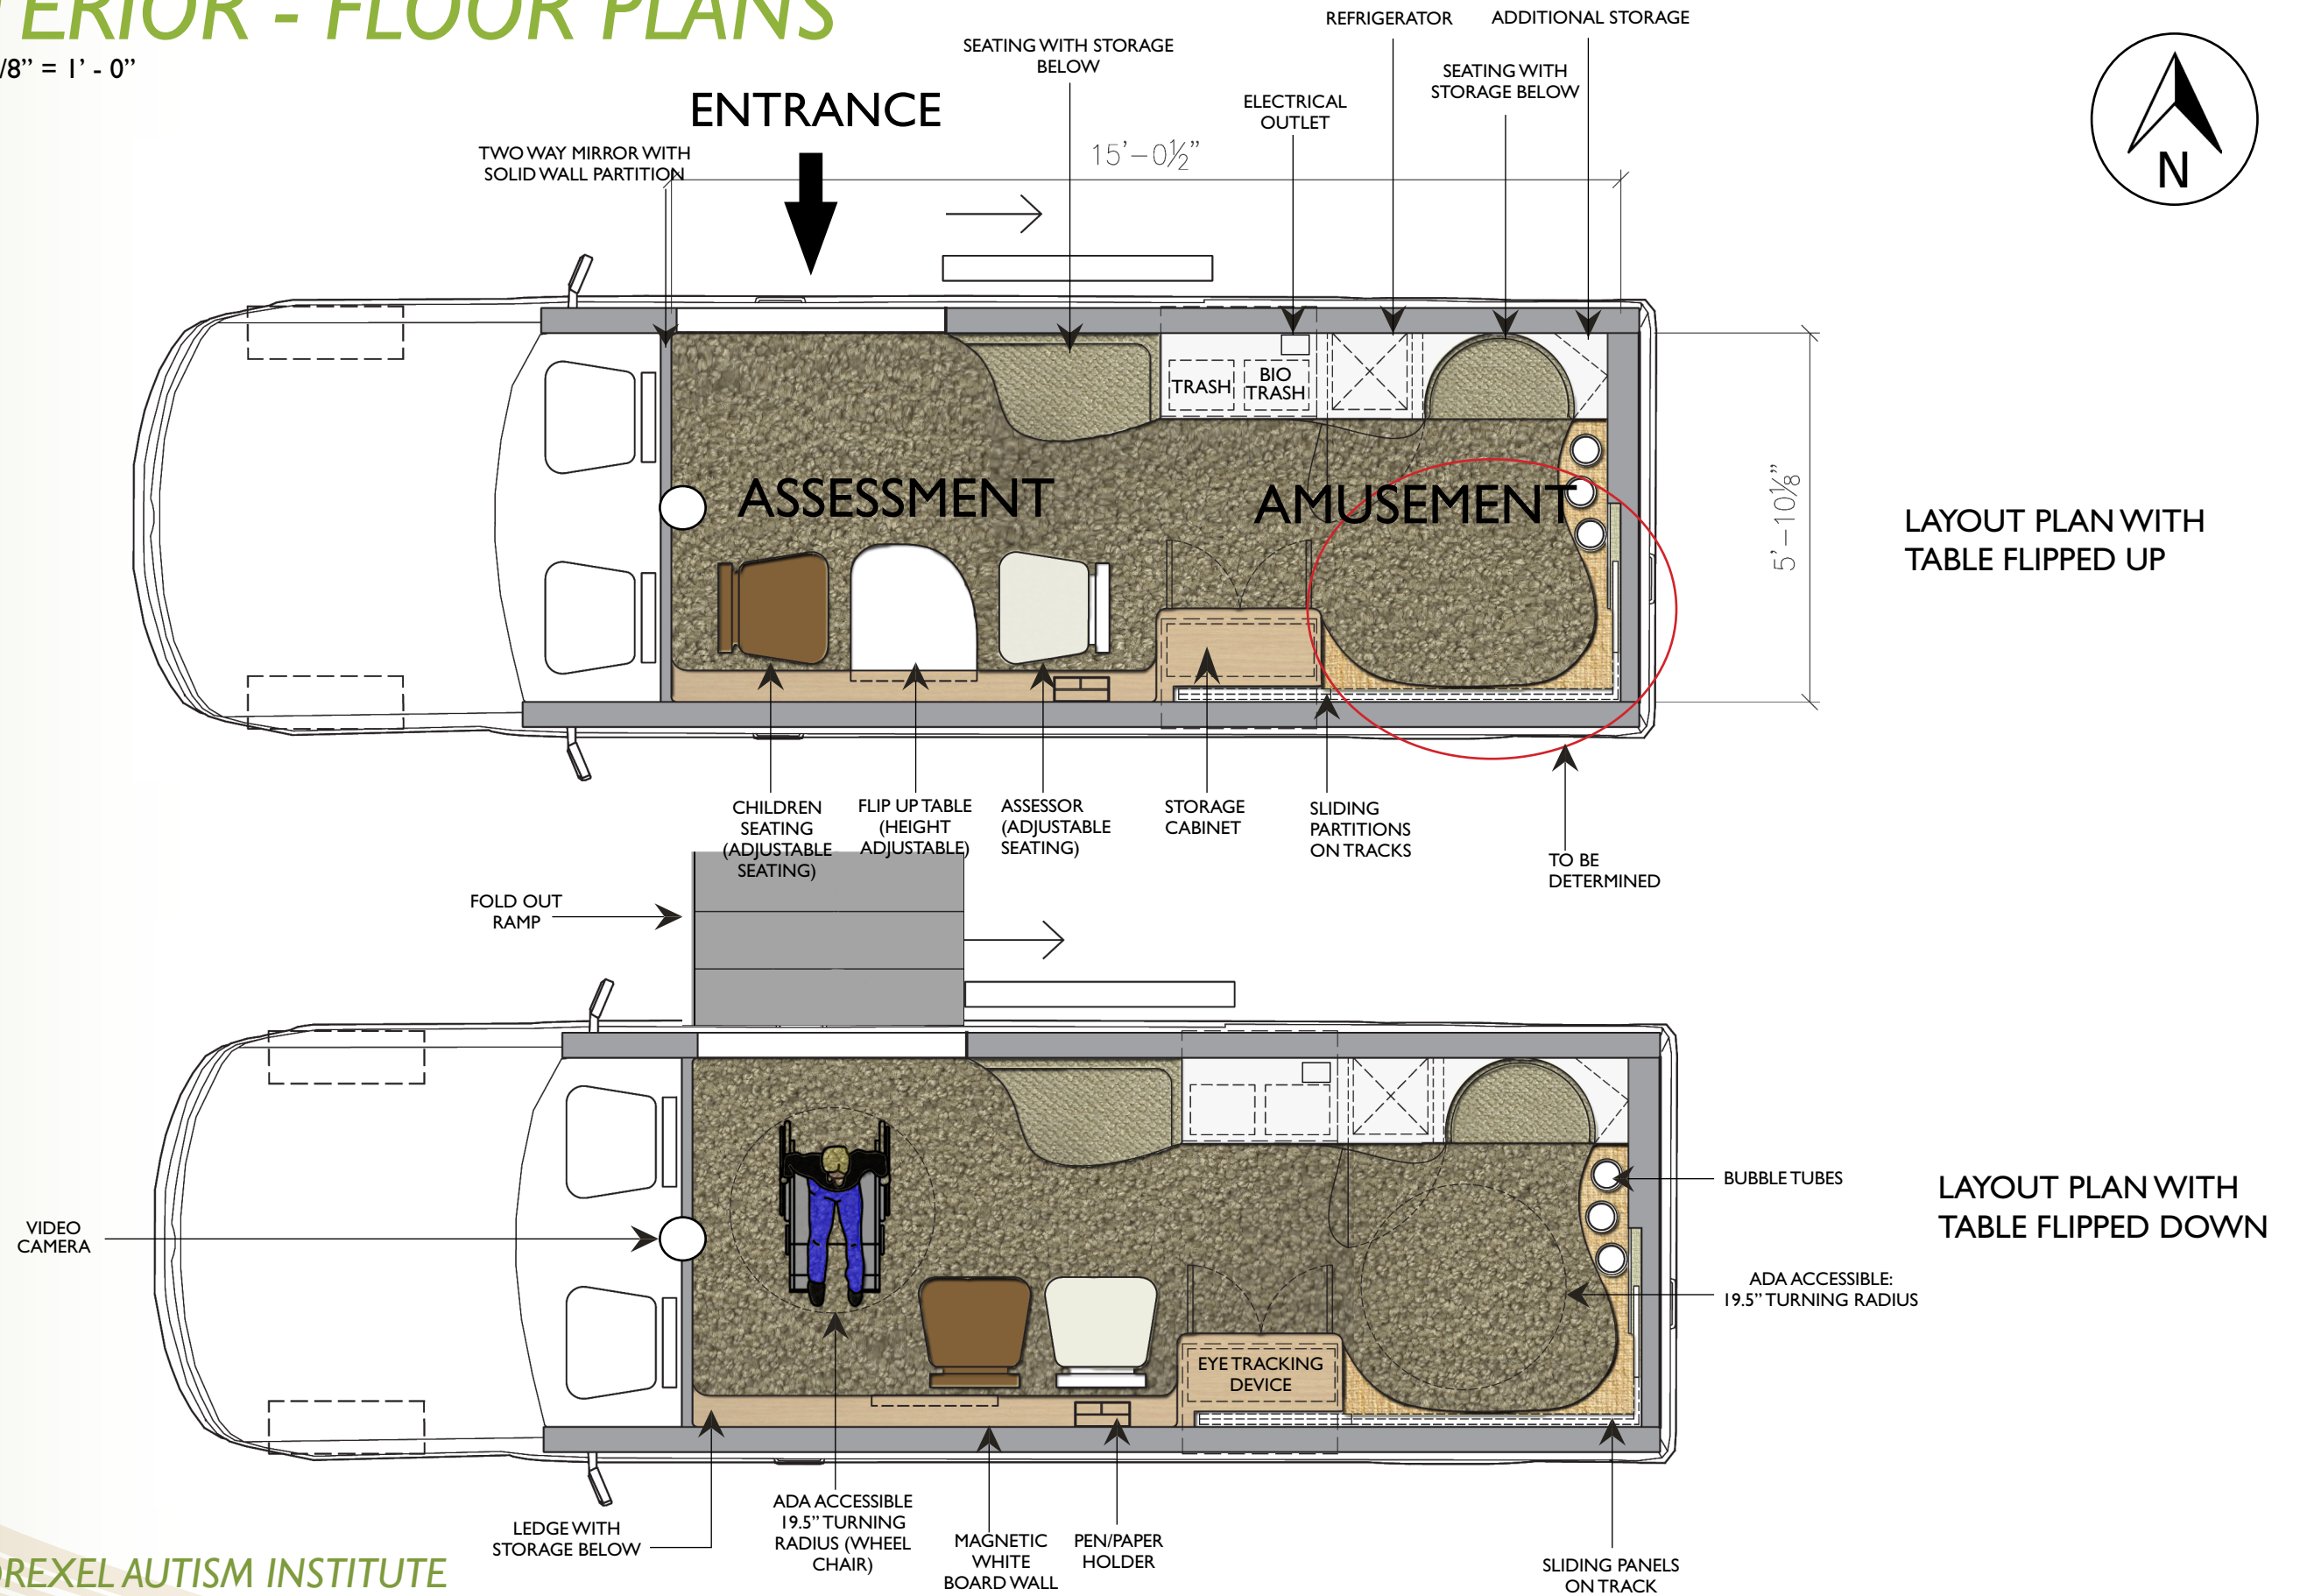 TERIOR - FLOOR PLANS
/8” = 1’ - 0”
REFRIGERATOR
ADDITIONAL STORAGE
SEATING WITH STORAGE
BELOW
SEATING WITH
STORAGE BELOW
ENTRANCE
ELECTRICAL
OUTLET
TWO WAY MIRROR WITH
SOLID WALL PARTITION
15’-0½”
N
TRASH
BIO
TRASH
ASSESSMENT
AMUSEMENT
5’-10⅛”
LAYOUT PLAN WITH
TABLE FLIPPED UP
CHILDREN
SEATING
(ADJUSTABLE
SEATING)
FLIP UP TABLE
(HEIGHT
ADJUSTABLE)
ASSESSOR
(ADJUSTABLE
SEATING)
STORAGE
CABINET
SLIDING
PARTITIONS
ON TRACKS
TO BE
DETERMINED
FOLD OUT
RAMP
BUBBLE TUBES
LAYOUT PLAN WITH
TABLE FLIPPED DOWN
VIDEO
CAMERA
ADA ACCESSIBLE:
19.5” TURNING RADIUS
EYE TRACKING
DEVICE
LEDGE WITH
STORAGE BELOW
ADA ACCESSIBLE
19.5” TURNING
RADIUS (WHEEL
CHAIR)
MAGNETIC
WHITE
BOARD WALL
PEN/PAPER
HOLDER
SLIDING PANELS
ON TRACK
DREXEL AUTISM INSTITUTE